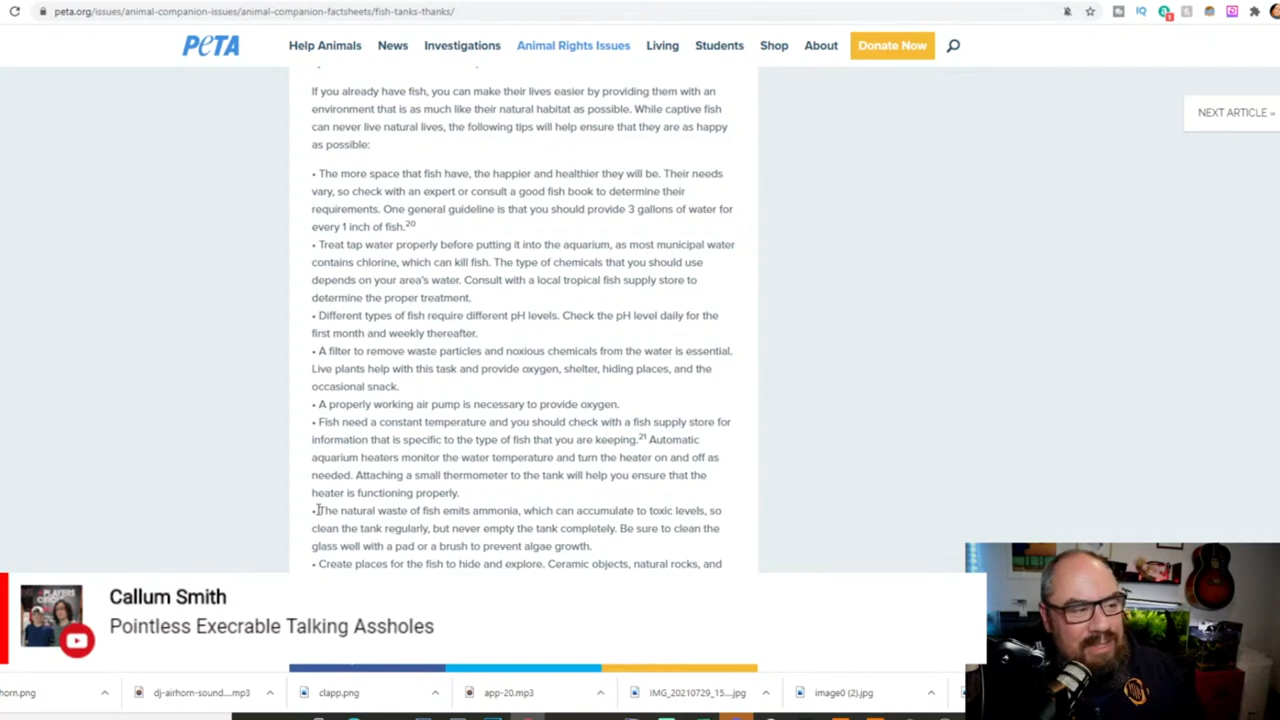 peta.org/issues/animal-companion-issues/animal-companion-factsheets/fish-tanks-thanks/
PETA
Help Animals News Investigations Animal Rights Issues Living Students Shop About Donate Now
NEXT ARTICLE »
If you already have fish, you can make their lives easier by providing them with an
environment that is as much like their natural habitat as possible. While captive fish
can never live natural lives, the following tips will help ensure that they are as happy
as possible:
• The more space that fish have, the happier and healthier they will be. Their needs
vary, so check with an expert or consult a good fish book to determine their
requirements. One general guideline is that you should provide 3 gallons of water for
every 1 inch of fish.20
• Treat tap water properly before putting it into the aquarium, as most municipal water
contains chlorine, which can kill fish. The type of chemicals that you should use
depends on your area's water. Consult with a local tropical fish supply store to
determine the proper treatment.
• Different types of fish require different pH levels. Check the pH level daily for the
first month and weekly thereafter.
• A filter to remove waste particles and noxious chemicals from the water is essential.
Live plants help with this task and provide oxygen, shelter, hiding places, and the
occasional snack.
• A properly working air pump is necessary to provide oxygen.
• Fish need a constant temperature and you should check with a fish supply store for
information that is specific to the type of fish that you are keeping.21 Automatic
aquarium heaters monitor the water temperature and turn the heater on and off as
needed. Attaching a small thermometer to the tank will help you ensure that the
heater is functioning properly.
• The natural waste of fish emits ammonia, which can accumulate to toxic levels, so
clean the tank regularly, but never empty the tank completely. Be sure to clean the
glass well with a pad or a brush to prevent algae growth.
• Create places for the fish to hide and explore. Ceramic objects, natural rocks, and
Callum Smith
Pointless Execrable Talking Assholes
horn.png dj-airhorn-sound....mp3 clapp.png app-20.mp3 IMG_20210729_15....jpg image0 (2).jpg